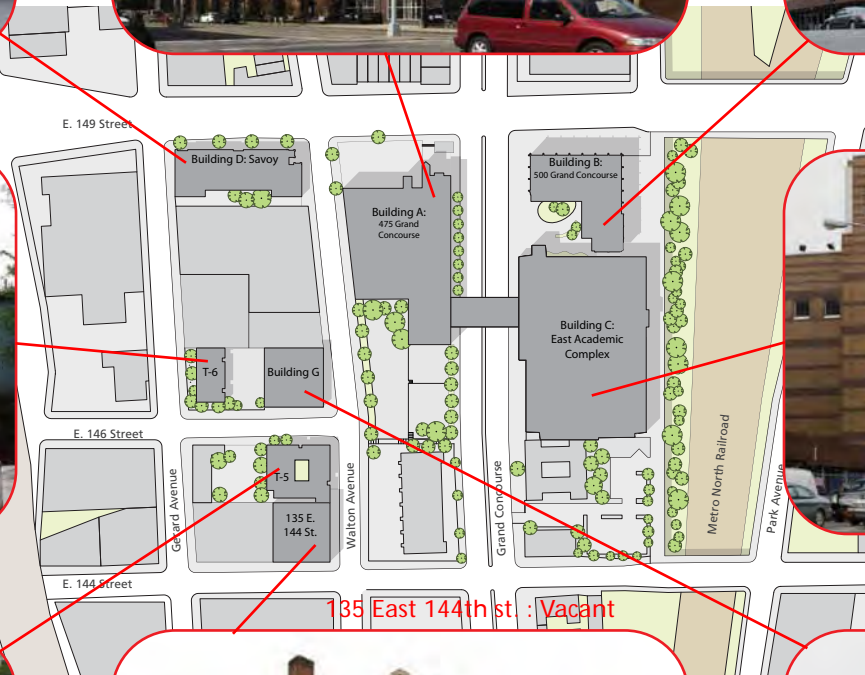 E. 149 Street
Building D: Savoy
Building A:
475 Grand
Concourse
Building B:
500 Grand Concourse
Building C:
East Academic
Complex
T-6
Building G
E. 146 Street
T-5
135 E.
144 St.
Gerard Avenue
Walton Avenue
Grand Concourse
Metro North Railroad
Park Avenue
E. 144 Street
135 East 144th st. : Vacant